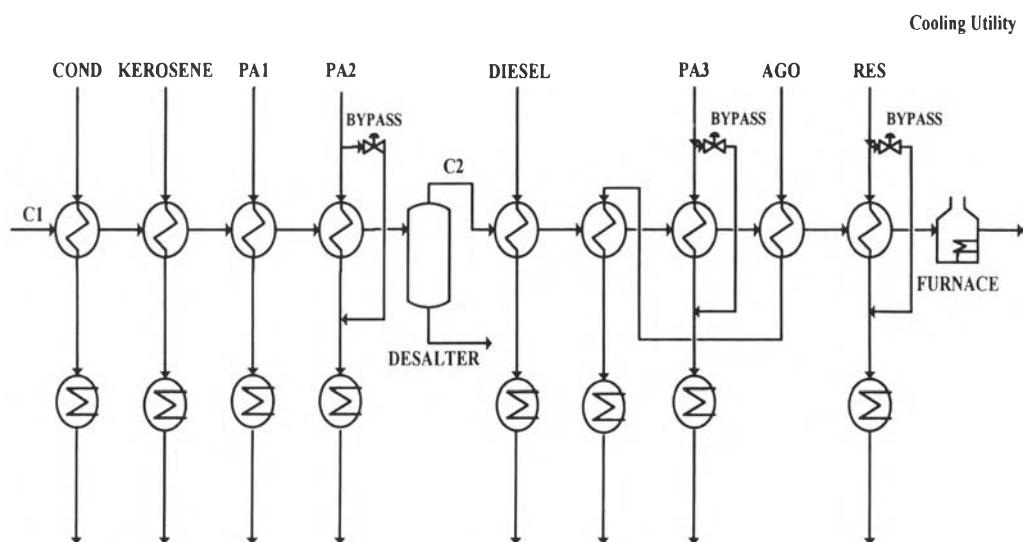 Cooling Utility
COND KEROSENE PA1 PA2 DIESEL PA3 AGO RES
BYPASS BYPASS BYPASS
C2
C1
FURNACE
DESALTER